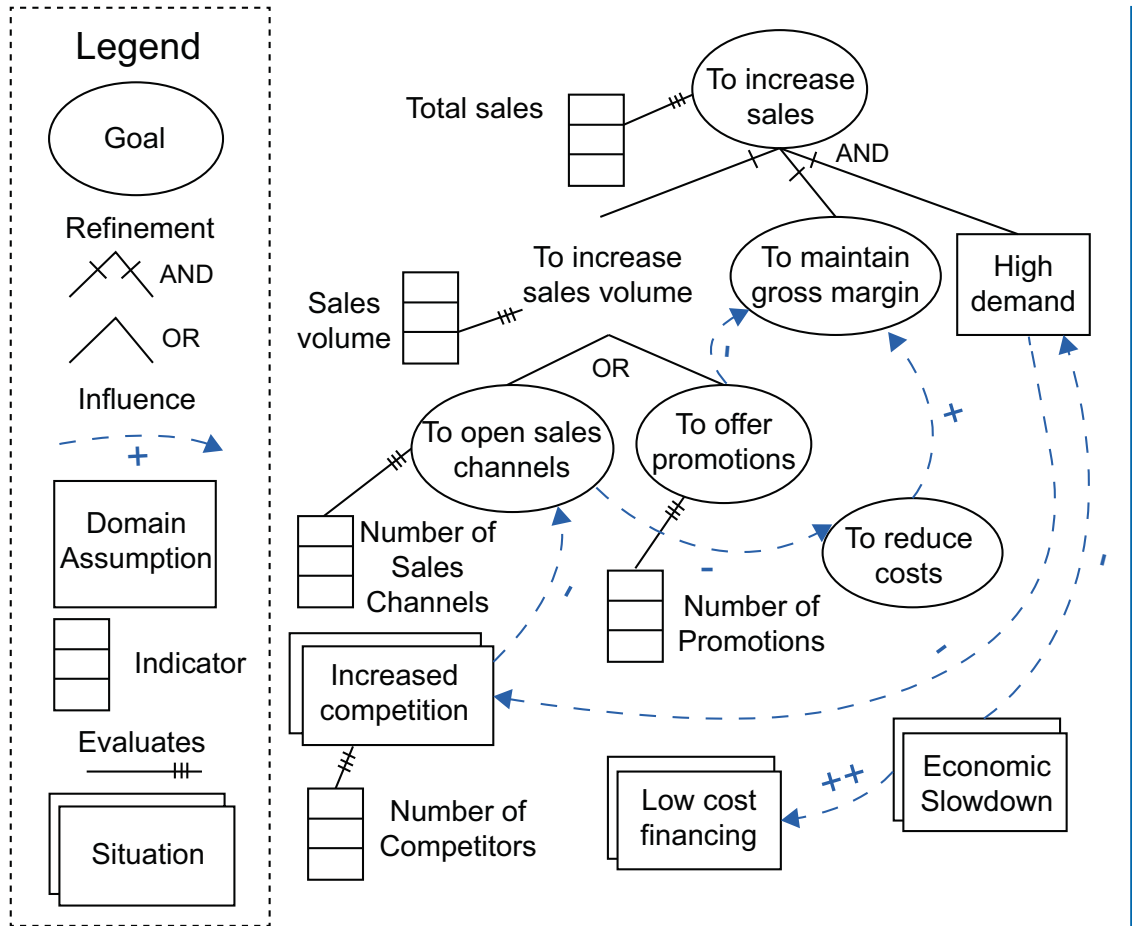 Legend
Goal
Refinement
AND
OR
Influence
+
Domain
Assumption
Indicator
Evaluates
Situation
To increase
sales
Total sales
AND
To increase
sales volume
To maintain
gross margin
High
demand
Sales
volume
-
OR
To open sales
channels
To offer
promotions
+
Number of
Sales
Channels
-
-
To reduce
costs
-
Number of
Promotions
-
Increased
competition
Number of
Competitors
++
Low cost
financing
Economic
Slowdown